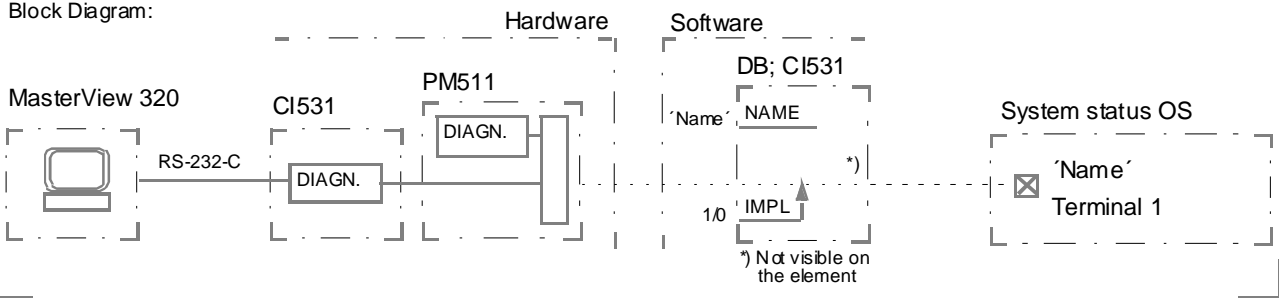 Block Diagram:
Hardware
Software
MasterView 320
CI531
PM511
DB; CI531
System status OS
RS-232-C
DIAGN.
DIAGN.
´Name´
NAME
*)
1/0
IMPL
´Name´
Terminal 1
*) Not visible on
the element